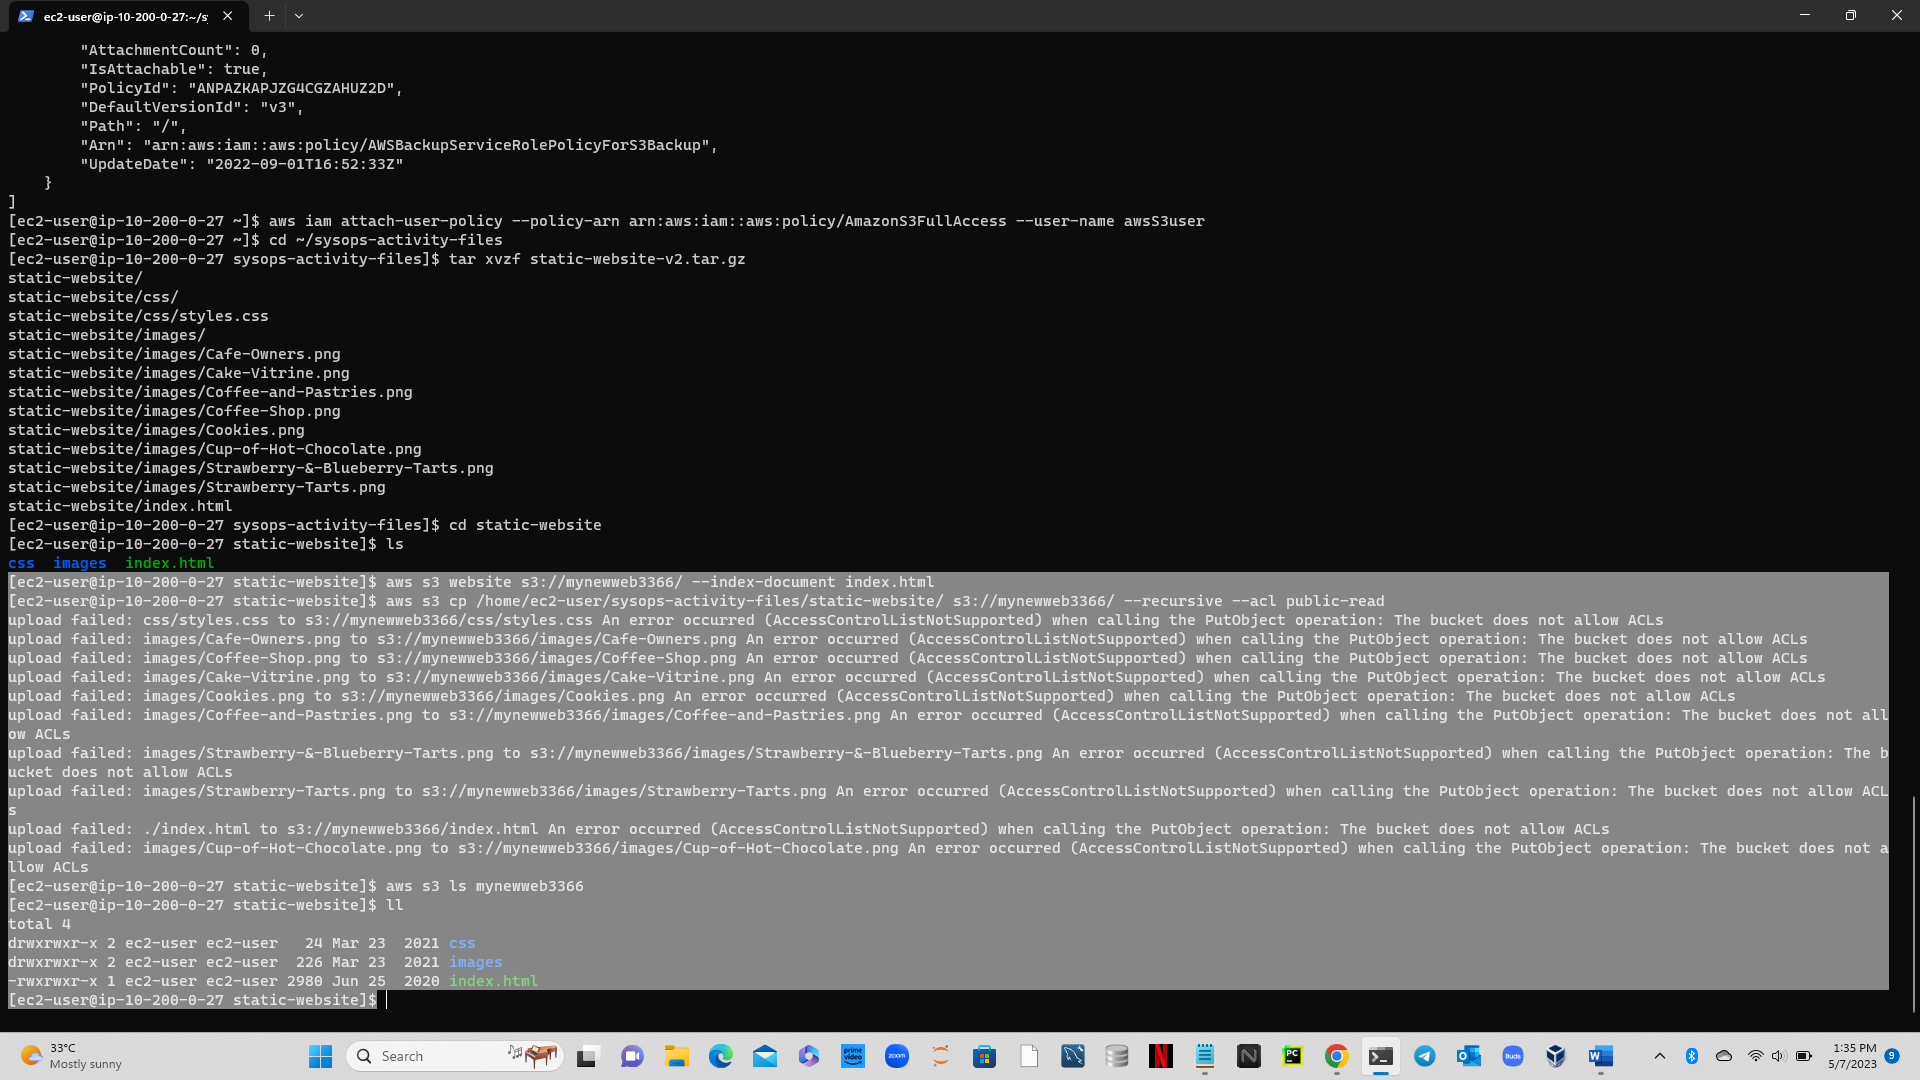 ec2-user@ip-10-200-0-27:~/sy
"AttachmentCount": 0,
"IsAttachable": true,
"PolicyId": "ANPAZKAPJZG4CGZAHUZ2D",
"DefaultVersionId": "v3",
"Path": "/",
"Arn": "arn:aws:iam::aws:policy/AWSBackupServiceRolePolicyForS3Backup",
"UpdateDate": "2022-09-01T16:52:33Z"
}
]
[ec2-user@ip-10-200-0-27 ~]$ aws iam attach-user-policy --policy-arn arn:aws:iam::aws:policy/AmazonS3FullAccess --user-name awsS3user
[ec2-user@ip-10-200-0-27 ~]$ cd ~/sysops-activity-files
[ec2-user@ip-10-200-0-27 sysops-activity-files]$ tar xvzf static-website-v2.tar.gz
static-website/
static-website/css/
static-website/css/styles.css
static-website/images/
static-website/images/Cafe-Owners.png
static-website/images/Cake-Vitrine.png
static-website/images/Coffee-and-Pastries.png
static-website/images/Coffee-Shop.png
static-website/images/Cookies.png
static-website/images/Cup-of-Hot-Chocolate.png
static-website/images/Strawberry-&-Blueberry-Tarts.png
static-website/images/Strawberry-Tarts.png
static-website/index.html
[ec2-user@ip-10-200-0-27 sysops-activity-files]$ cd static-website
[ec2-user@ip-10-200-0-27 static-website]$ ls
css  images  index.html
[ec2-user@ip-10-200-0-27 static-website]$ aws s3 website s3://mynewweb3366/ --index-document index.html
[ec2-user@ip-10-200-0-27 static-website]$ aws s3 cp /home/ec2-user/sysops-activity-files/static-website/ s3://mynewweb3366/ --recursive --acl public-read
upload failed: css/styles.css to s3://mynewweb3366/css/styles.css An error occurred (AccessControlListNotSupported) when calling the PutObject operation: The bucket does not allow ACLs
upload failed: images/Cafe-Owners.png to s3://mynewweb3366/images/Cafe-Owners.png An error occurred (AccessControlListNotSupported) when calling the PutObject operation: The bucket does not allow ACLs
upload failed: images/Coffee-Shop.png to s3://mynewweb3366/images/Coffee-Shop.png An error occurred (AccessControlListNotSupported) when calling the PutObject operation: The bucket does not allow ACLs
upload failed: images/Cake-Vitrine.png to s3://mynewweb3366/images/Cake-Vitrine.png An error occurred (AccessControlListNotSupported) when calling the PutObject operation: The bucket does not allow ACLs
upload failed: images/Cookies.png to s3://mynewweb3366/images/Cookies.png An error occurred (AccessControlListNotSupported) when calling the PutObject operation: The bucket does not allow ACLs
upload failed: images/Coffee-and-Pastries.png to s3://mynewweb3366/images/Coffee-and-Pastries.png An error occurred (AccessControlListNotSupported) when calling the PutObject operation: The bucket does not all
ow ACLs
upload failed: images/Strawberry-&-Blueberry-Tarts.png to s3://mynewweb3366/images/Strawberry-&-Blueberry-Tarts.png An error occurred (AccessControlListNotSupported) when calling the PutObject operation: The b
ucket does not allow ACLs
upload failed: images/Strawberry-Tarts.png to s3://mynewweb3366/images/Strawberry-Tarts.png An error occurred (AccessControlListNotSupported) when calling the PutObject operation: The bucket does not allow ACL
s
upload failed: ./index.html to s3://mynewweb3366/index.html An error occurred (AccessControlListNotSupported) when calling the PutObject operation: The bucket does not allow ACLs
upload failed: images/Cup-of-Hot-Chocolate.png to s3://mynewweb3366/images/Cup-of-Hot-Chocolate.png An error occurred (AccessControlListNotSupported) when calling the PutObject operation: The bucket does not a
llow ACLs
[ec2-user@ip-10-200-0-27 static-website]$ aws s3 ls mynewweb3366
[ec2-user@ip-10-200-0-27 static-website]$ ll
total 4
drwxrwxr-x 2 ec2-user ec2-user   24 Mar 23  2021 css
drwxrwxr-x 2 ec2-user ec2-user  226 Mar 23  2021 images
-rwxrwxr-x 1 ec2-user ec2-user 2980 Jun 25  2020 index.html
[ec2-user@ip-10-200-0-27 static-website]$
33°C
Mostly sunny
Search
prime video
zoom
N
N
PC
Buds
W
1:35 PM
5/7/2023
9